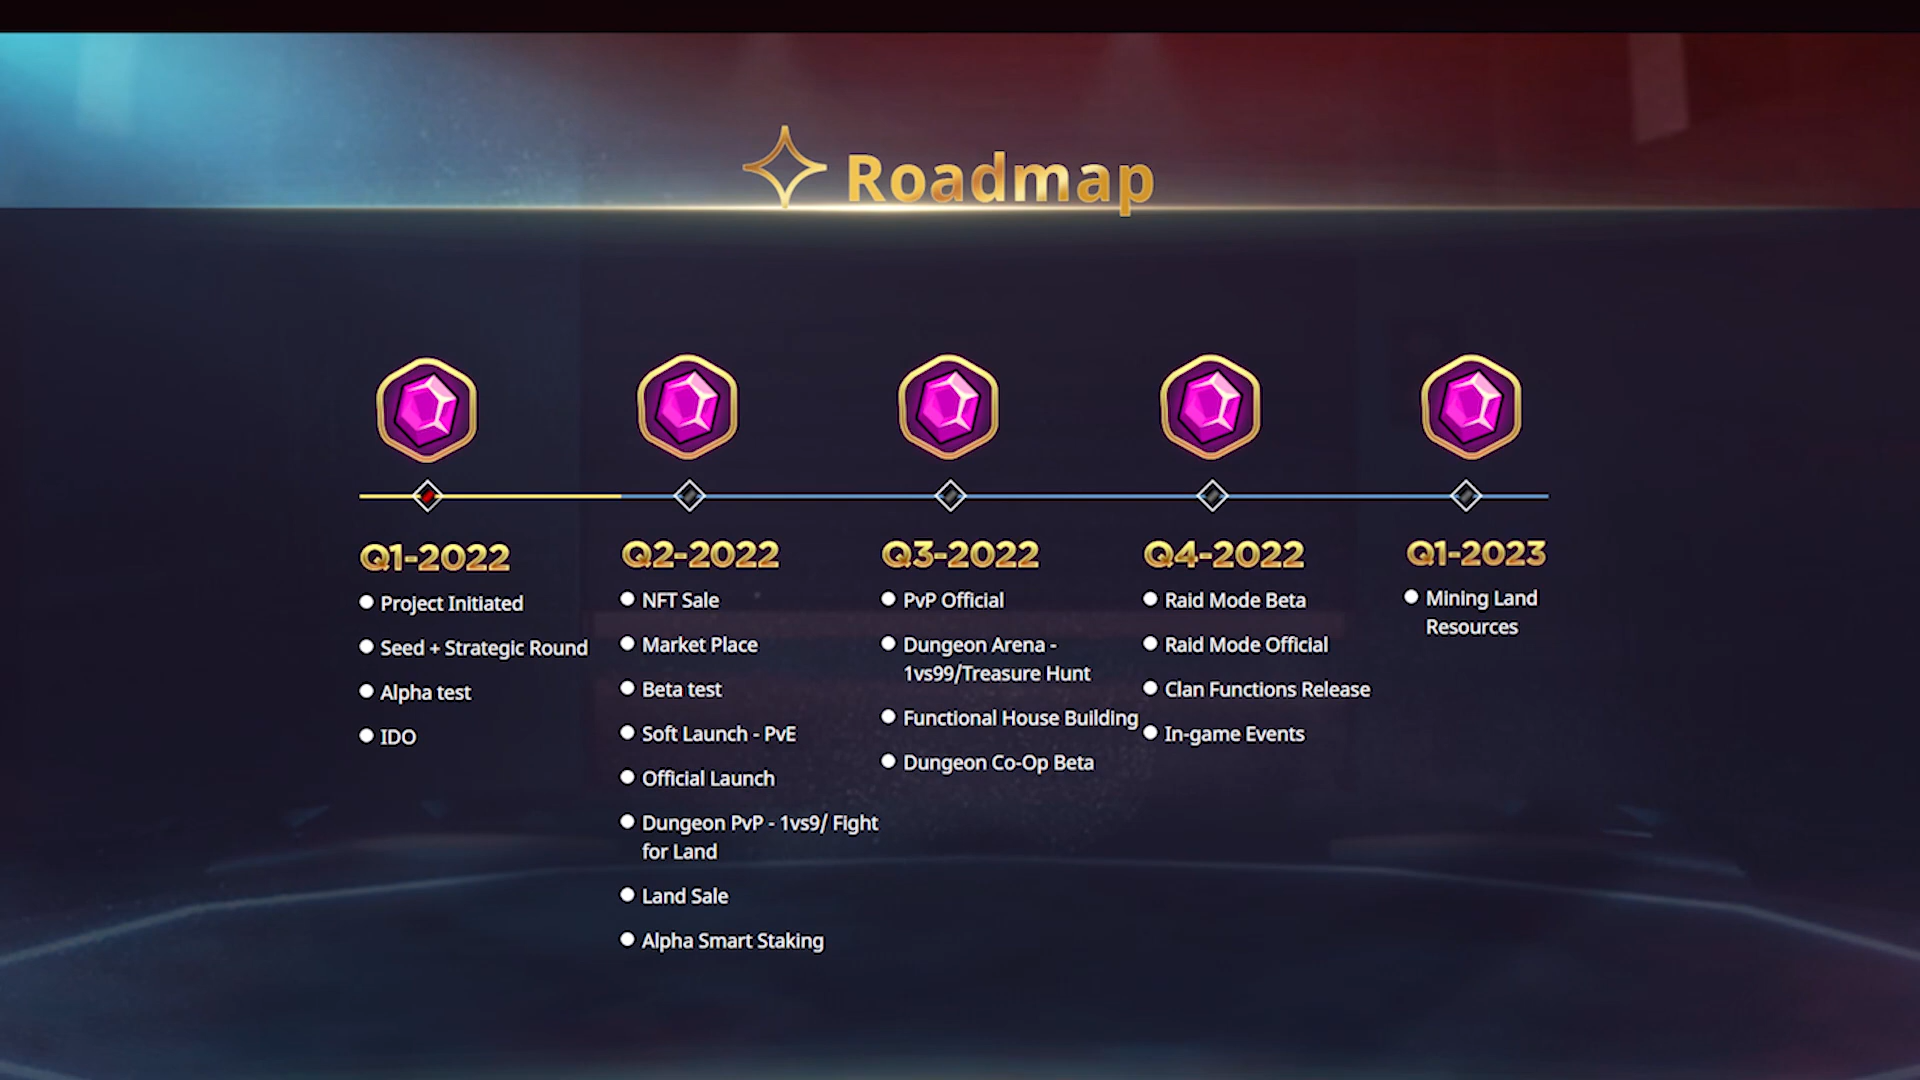 Roadmap
Q1-2022
Project Initiated
Seed + Strategic Round
Alpha test
IDO
Q2-2022
NFT Sale
Market Place
Beta test
Soft Launch - PvE
Official Launch
Dungeon PvP - 1vs9/ Fight
for Land
Land Sale
Alpha Smart Staking
Q3-2022
PvP Official
Dungeon Arena -
1vs99/Treasure Hunt
Functional House Building
Dungeon Co-Op Beta
Q4-2022
Raid Mode Beta
Raid Mode Official
Clan Functions Release
In-game Events
Q1-2023
Mining Land
Resources